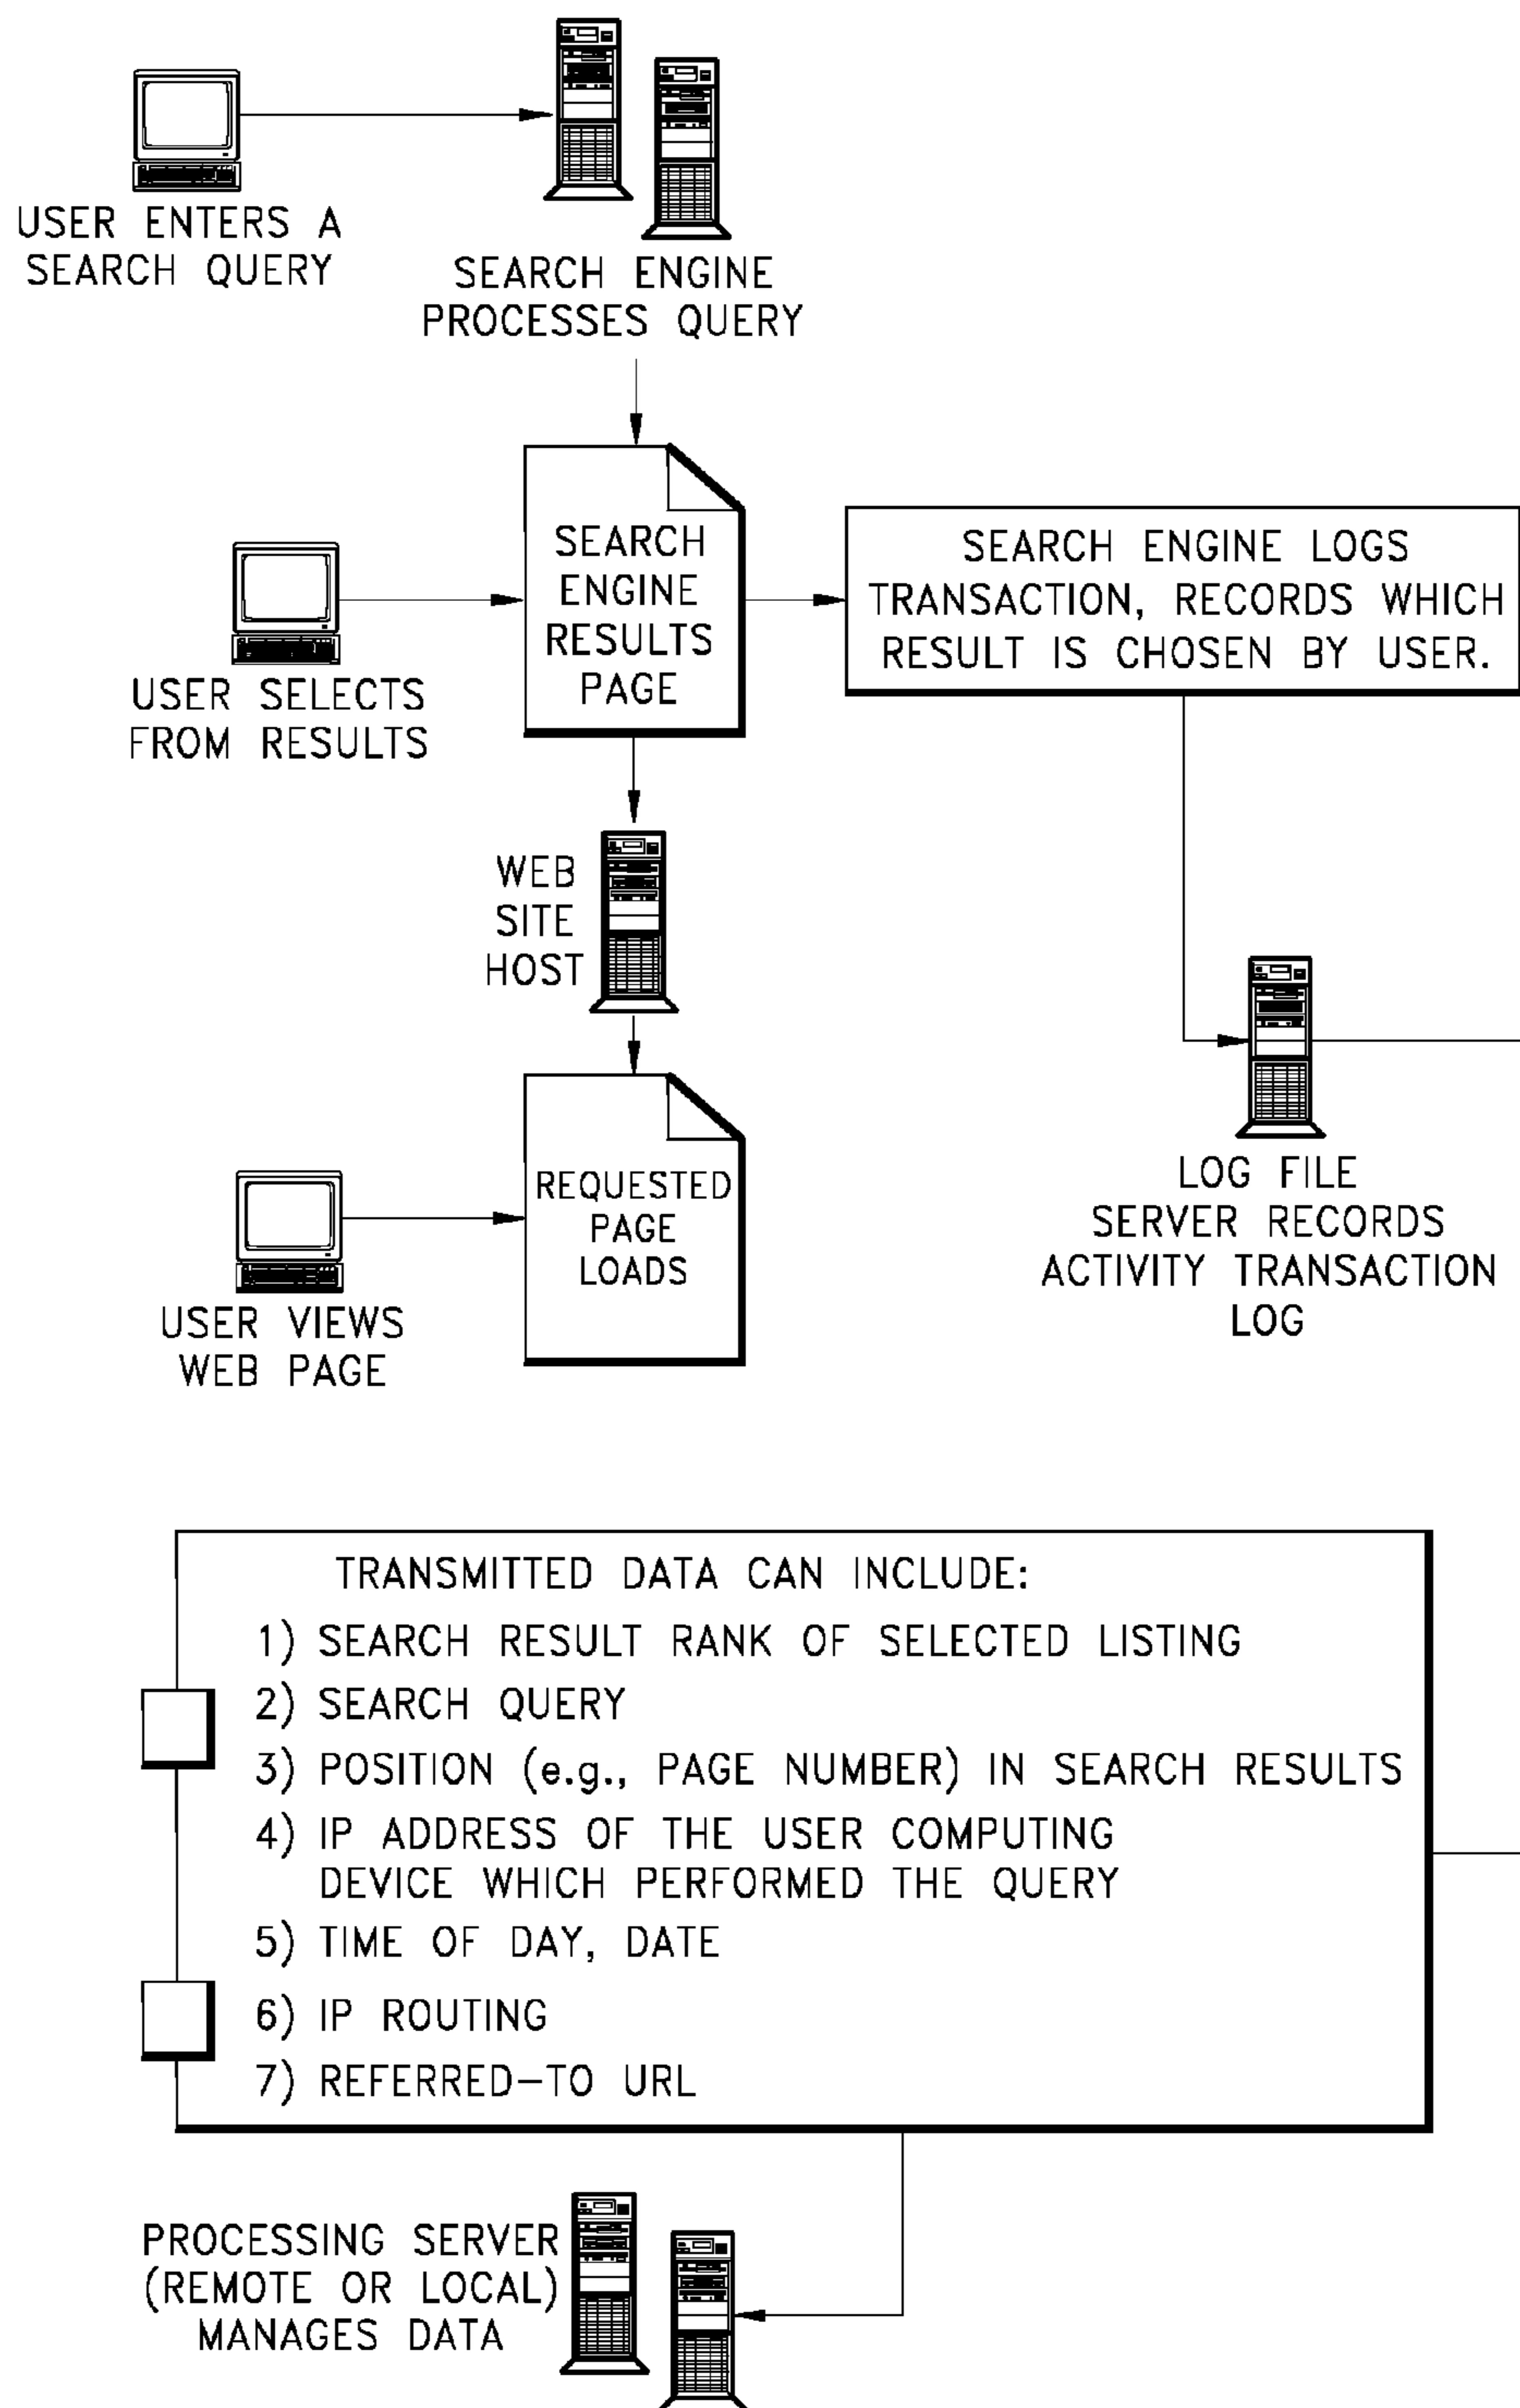 USER ENTERS A
SEARCH QUERY
SEARCH ENGINE
PROCESSES QUERY
SEARCH
ENGINE
RESULTS
PAGE
SEARCH ENGINE LOGS
TRANSACTION, RECORDS WHICH
RESULT IS CHOSEN BY USER.
USER SELECTS
FROM RESULTS
WEB
SITE
HOST
REQUESTED
PAGE
LOADS
LOG FILE
SERVER RECORDS
ACTIVITY TRANSACTION
LOG
USER VIEWS
WEB PAGE
TRANSMITTED DATA CAN INCLUDE:
1) SEARCH RESULT RANK OF SELECTED LISTING
2) SEARCH QUERY
3) POSITION (e.g., PAGE NUMBER) IN SEARCH RESULTS
4) IP ADDRESS OF THE USER COMPUTING
DEVICE WHICH PERFORMED THE QUERY
5) TIME OF DAY, DATE
6) IP ROUTING
7) REFERRED-TO URL
PROCESSING SERVER
(REMOTE OR LOCAL)
MANAGES DATA